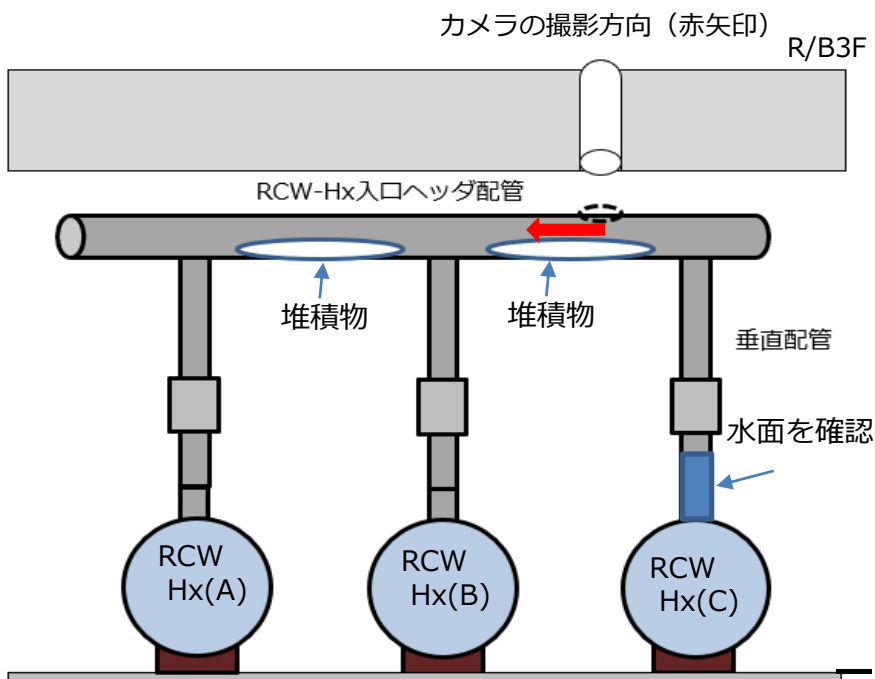 カメラの撮影方向（赤矢印）
R/B3F
RCW-Hx入口ヘッダ配管
堆積物
堆積物
垂直配管
水面を確認
RCW
Hx(A)
RCW
Hx(B)
RCW
Hx(C)